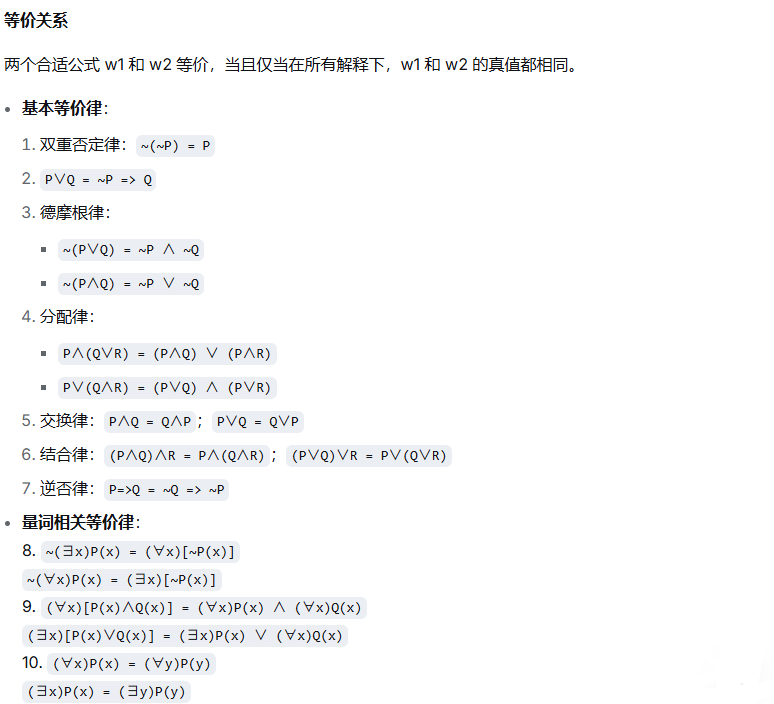 等价关系
两个合适公式 w1 和 w2 等价，当且仅当在所有解释下，w1 和 w2 的真值都相同。
• 基本等价律：
1. 双重否定律： ~(~P) = P
2. P∨Q = ~P => Q
3. 德摩根律：
▪ ~(P∨Q) = ~P ∧ ~Q
▪ ~(P∧Q) = ~P ∨ ~Q
4. 分配律：
▪ P∧(Q∨R) = (P∧Q) ∨ (P∧R)
▪ P∨(Q∧R) = (P∨Q) ∧ (P∨R)
5. 交换律： P∧Q = Q∧P ； P∨Q = Q∨P
6. 结合律： (P∧Q)∧R = P∧(Q∧R) ； (P∨Q)∨R = P∨(Q∨R)
7. 逆否律： P=>Q = ~Q => ~P
• 量词相关等价律：
8. ~(∃x)P(x) = (∀x)[~P(x)]
~(∀x)P(x) = (∃x)[~P(x)]
9. (∀x)[P(x)∧Q(x)] = (∀x)P(x) ∧ (∀x)Q(x)
(∃x)[P(x)∨Q(x)] = (∃x)P(x) ∨ (∀x)Q(x)
10. (∀x)P(x) = (∀y)P(y)
(∃x)P(x) = (∃y)P(y)